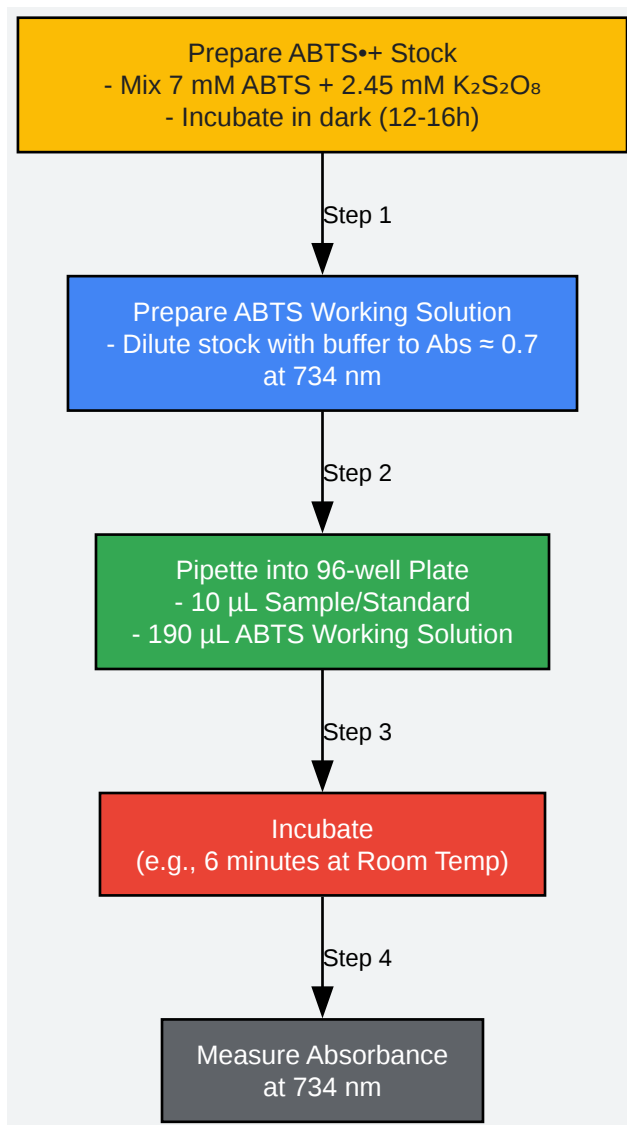 Prepare ABTS•+ Stock
- Mix 7 mM ABTS + 2.45 mM K₂S₂O₈
- Incubate in dark (12-16h)
Step 1
Prepare ABTS Working Solution
- Dilute stock with buffer to Abs ≈ 0.7
at 734 nm
Step 2
Pipette into 96-well Plate
- 10 µL Sample/Standard
- 190 µL ABTS Working Solution
Step 3
Incubate
(e.g., 6 minutes at Room Temp)
Step 4
Measure Absorbance
at 734 nm